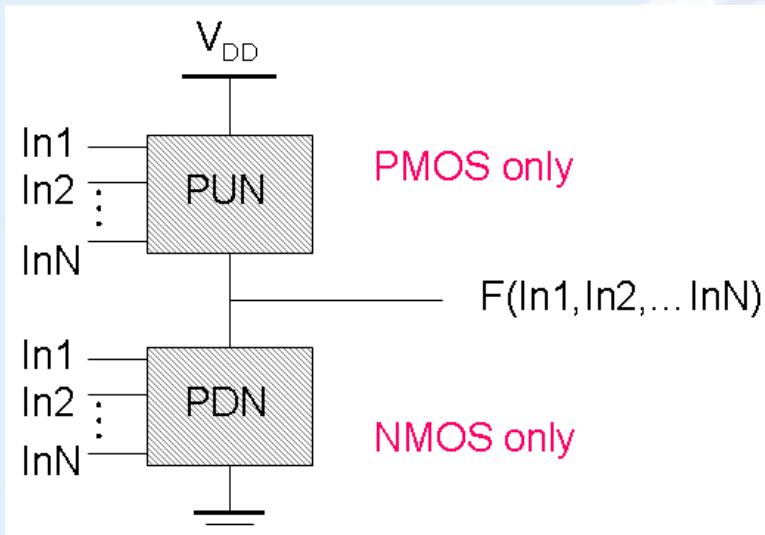 VDD
In1
In2
PUN
PMOS only
InN
F(In1,In2,...InN)
In1
In2
PDN
InN
NMOS only